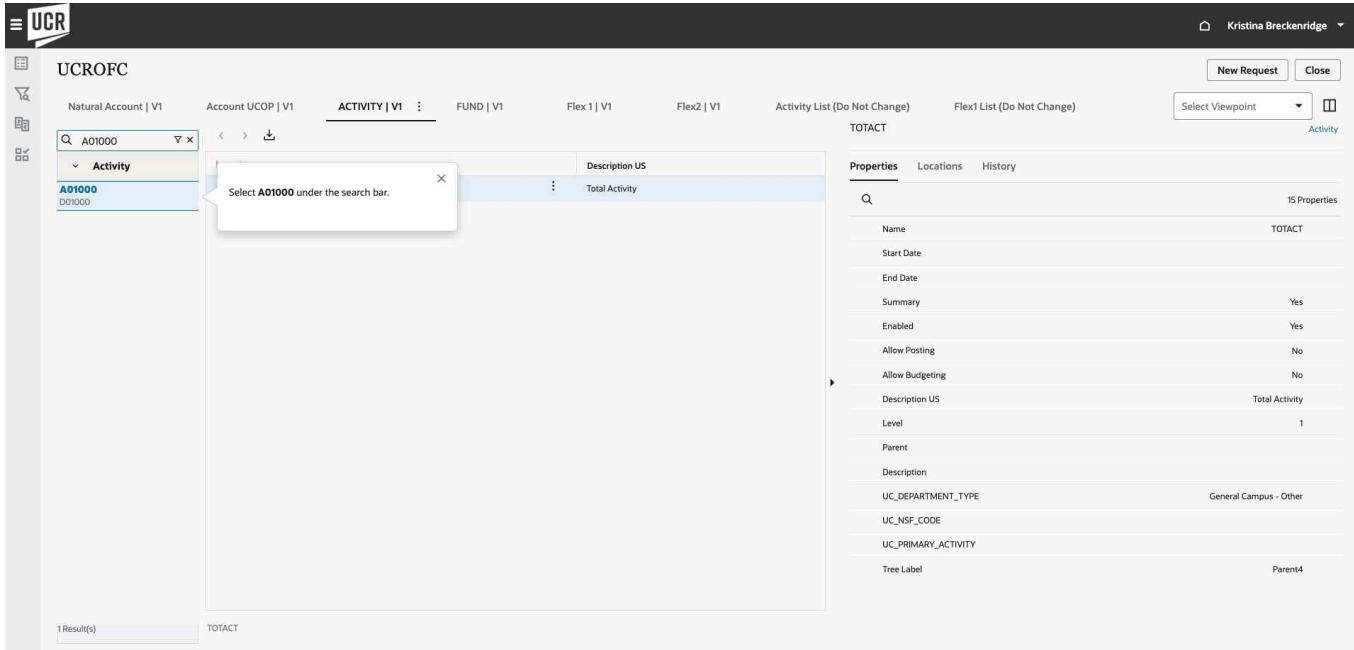 UCR
Kristina Breckenridge
UCROFC
New Request
Close
Natural Account | V1
Account UCOP | V1
ACTIVITY | V1
FUND | V1
Flex 1 | V1
Flex2 | V1
Activity List (Do Not Change)
Flex1 List (Do Not Change)
Select Viewpoint
A01000
Activity
A01000
D01000
Select A01000 under the search bar.
Description US
Total Activity
TOTACT
Activity
Properties
Locations
History
15 Properties
Name TOTACT
Start Date
End Date
Summary Yes
Enabled Yes
Allow Posting No
Allow Budgeting No
Description US Total Activity
Level 1
Parent
Description
UC_DEPARTMENT_TYPE General Campus - Other
UC_NSF_CODE
UC_PRIMARY_ACTIVITY
Tree Label Parent4
1 Result(s)
TOTACT